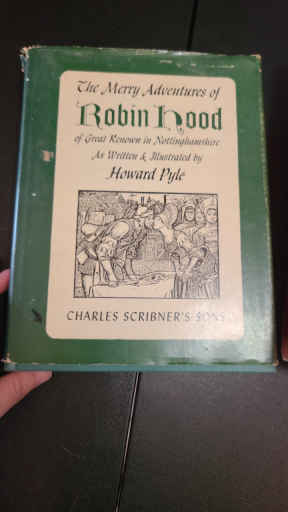 The Merry Adventures of
Robin Hood
of Great Renown in Nottinghamshire
As Written & Illustrated by
Howard Pyle
CHARLES SCRIBNER'S SONS